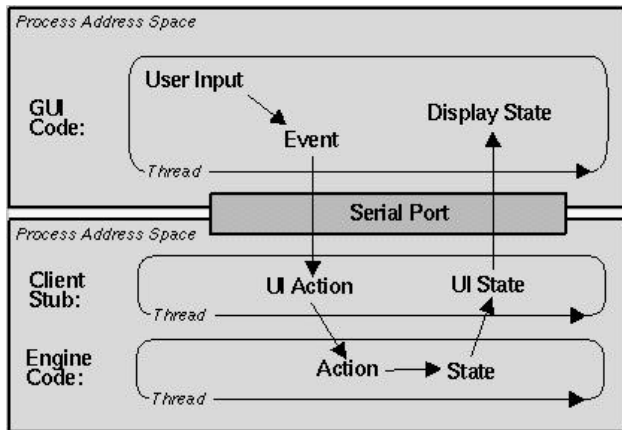 Process Address Space
User Input
GUI
Code:
Display State
Event
Thread
Serial Port
Process Address Space
Client
Stub:
UI Action
UI State
Thread
Engine
Code:
Action
State
Thread